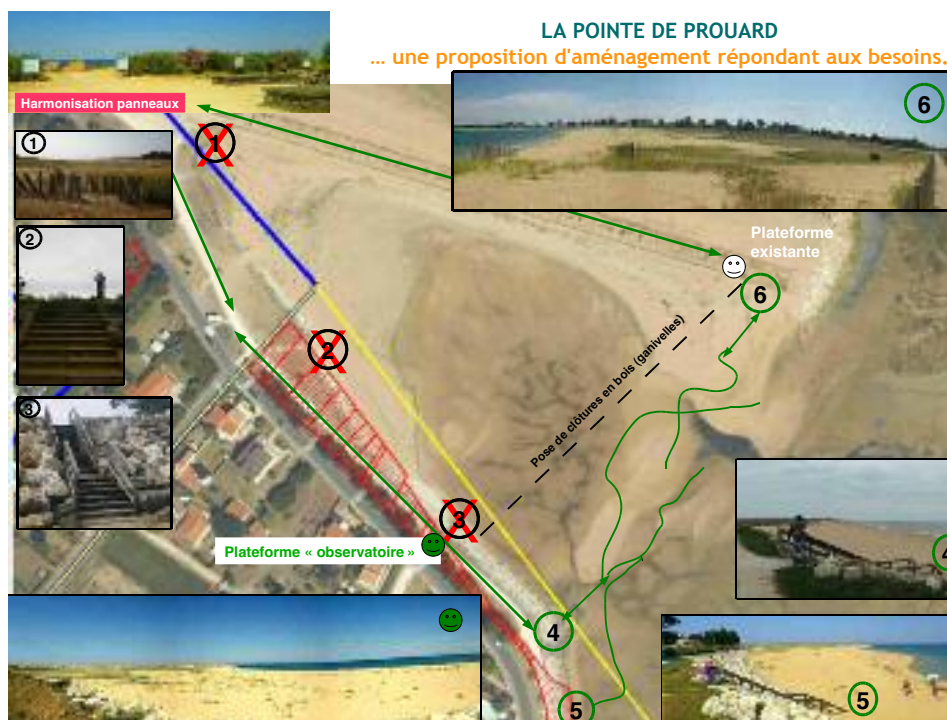 LA POINTE DE PROUARD
... une proposition d'aménagement répondant aux besoins.
Harmonisation panneaux
1
1
2
3
6
Plateforme
existante
6
2
Pose de clôtures en bois (ganivelles)
3
Plateforme « observatoire »
4
4
5
5